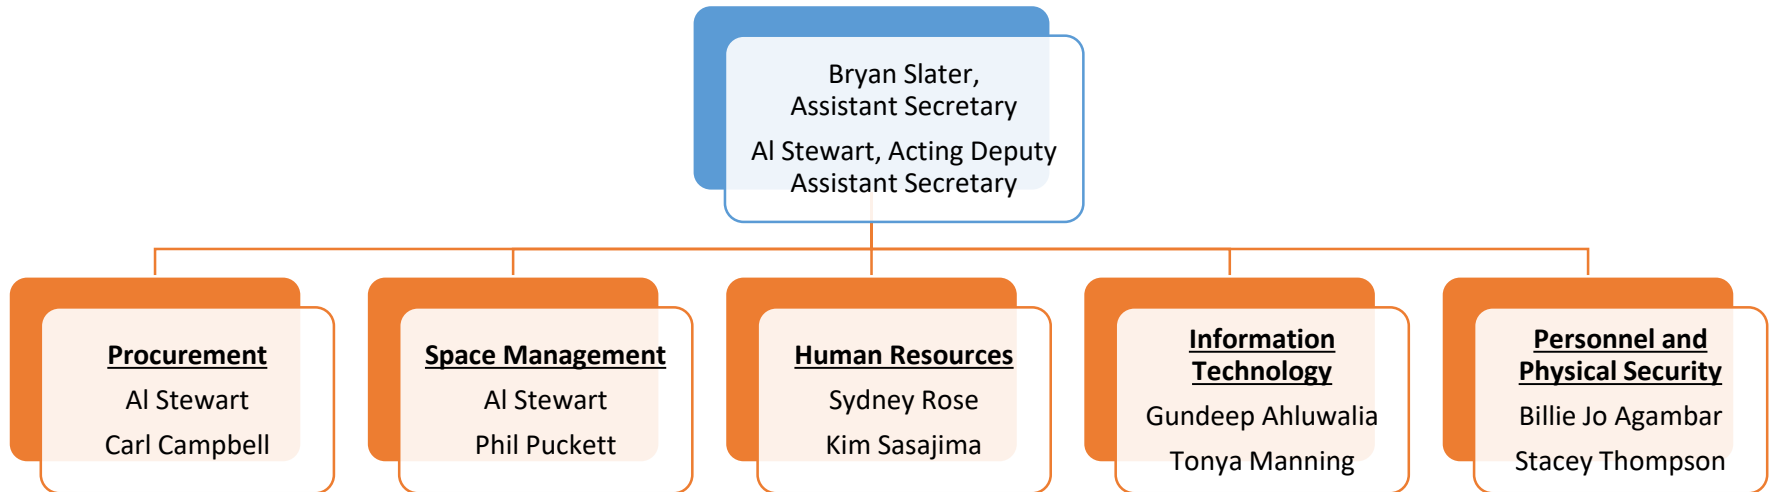 Bryan Slater,
Assistant Secretary
Al Stewart, Acting Deputy
Assistant Secretary
Procurement
Al Stewart
Carl Campbell
Space Management
Al Stewart
Phil Puckett
Human Resources
Sydney Rose
Kim Sasajima
Information
Technology
Gundeep Ahluwalia
Tonya Manning
Personnel and
Physical Security
Billie Jo Agambar
Stacey Thompson